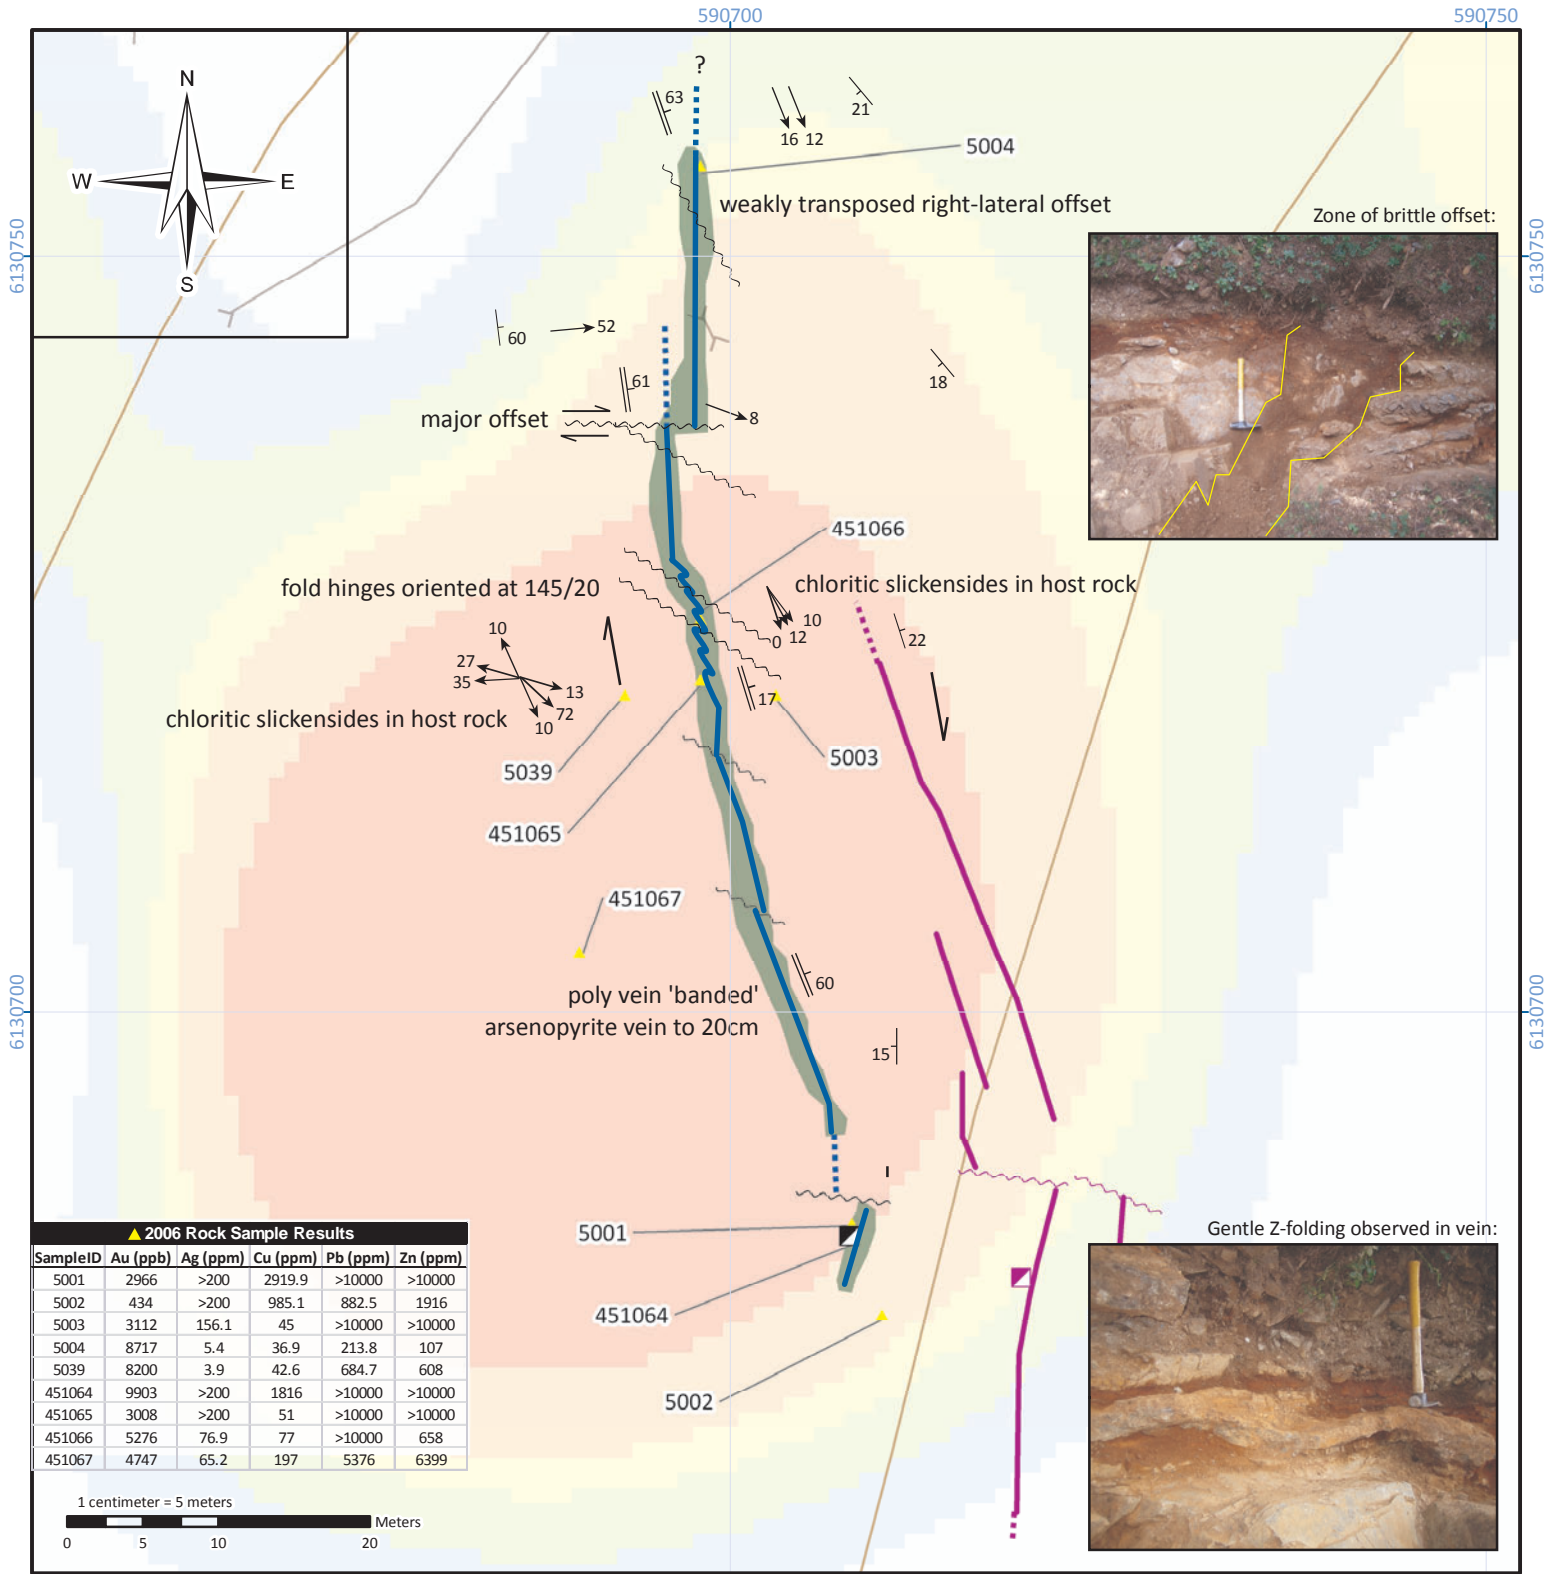 590700
590750
N
W
E
S
?
63
16 12
21
5004
weakly transposed right-lateral offset
Zone of brittle offset:
6130750
6130750
60
52
61
18
major offset
8
451066
fold hinges oriented at 145/20
chloritic slickensides in host rock
10
12
0
22
10
27
35
13
72
10
17
chloritic slickensides in host rock
5039
5003
451065
451067
60
poly vein 'banded'
arsenopyrite vein to 20cm
6130700
6130700
15
5001
Gentle Z-folding observed in vein:
451064
5002
2006 Rock Sample Results
SampleID Au (ppb) Ag (ppm) Cu (ppm) Pb (ppm) Zn (ppm)
5001 2966 >200 2919.9 >10000 >10000
5002 434 >200 985.1 882.5 1916
5003 3112 156.1 45 >10000 >10000
5004 8717 5.4 36.9 213.8 107
5039 8200 3.9 42.6 684.7 608
451064 9903 >200 1816 >10000 >10000
451065 3008 >200 51 >10000 >10000
451066 5276 76.9 77 >10000 658
451067 4747 65.2 197 5376 6399
1 centimeter = 5 meters
Meters
0 5 10 20